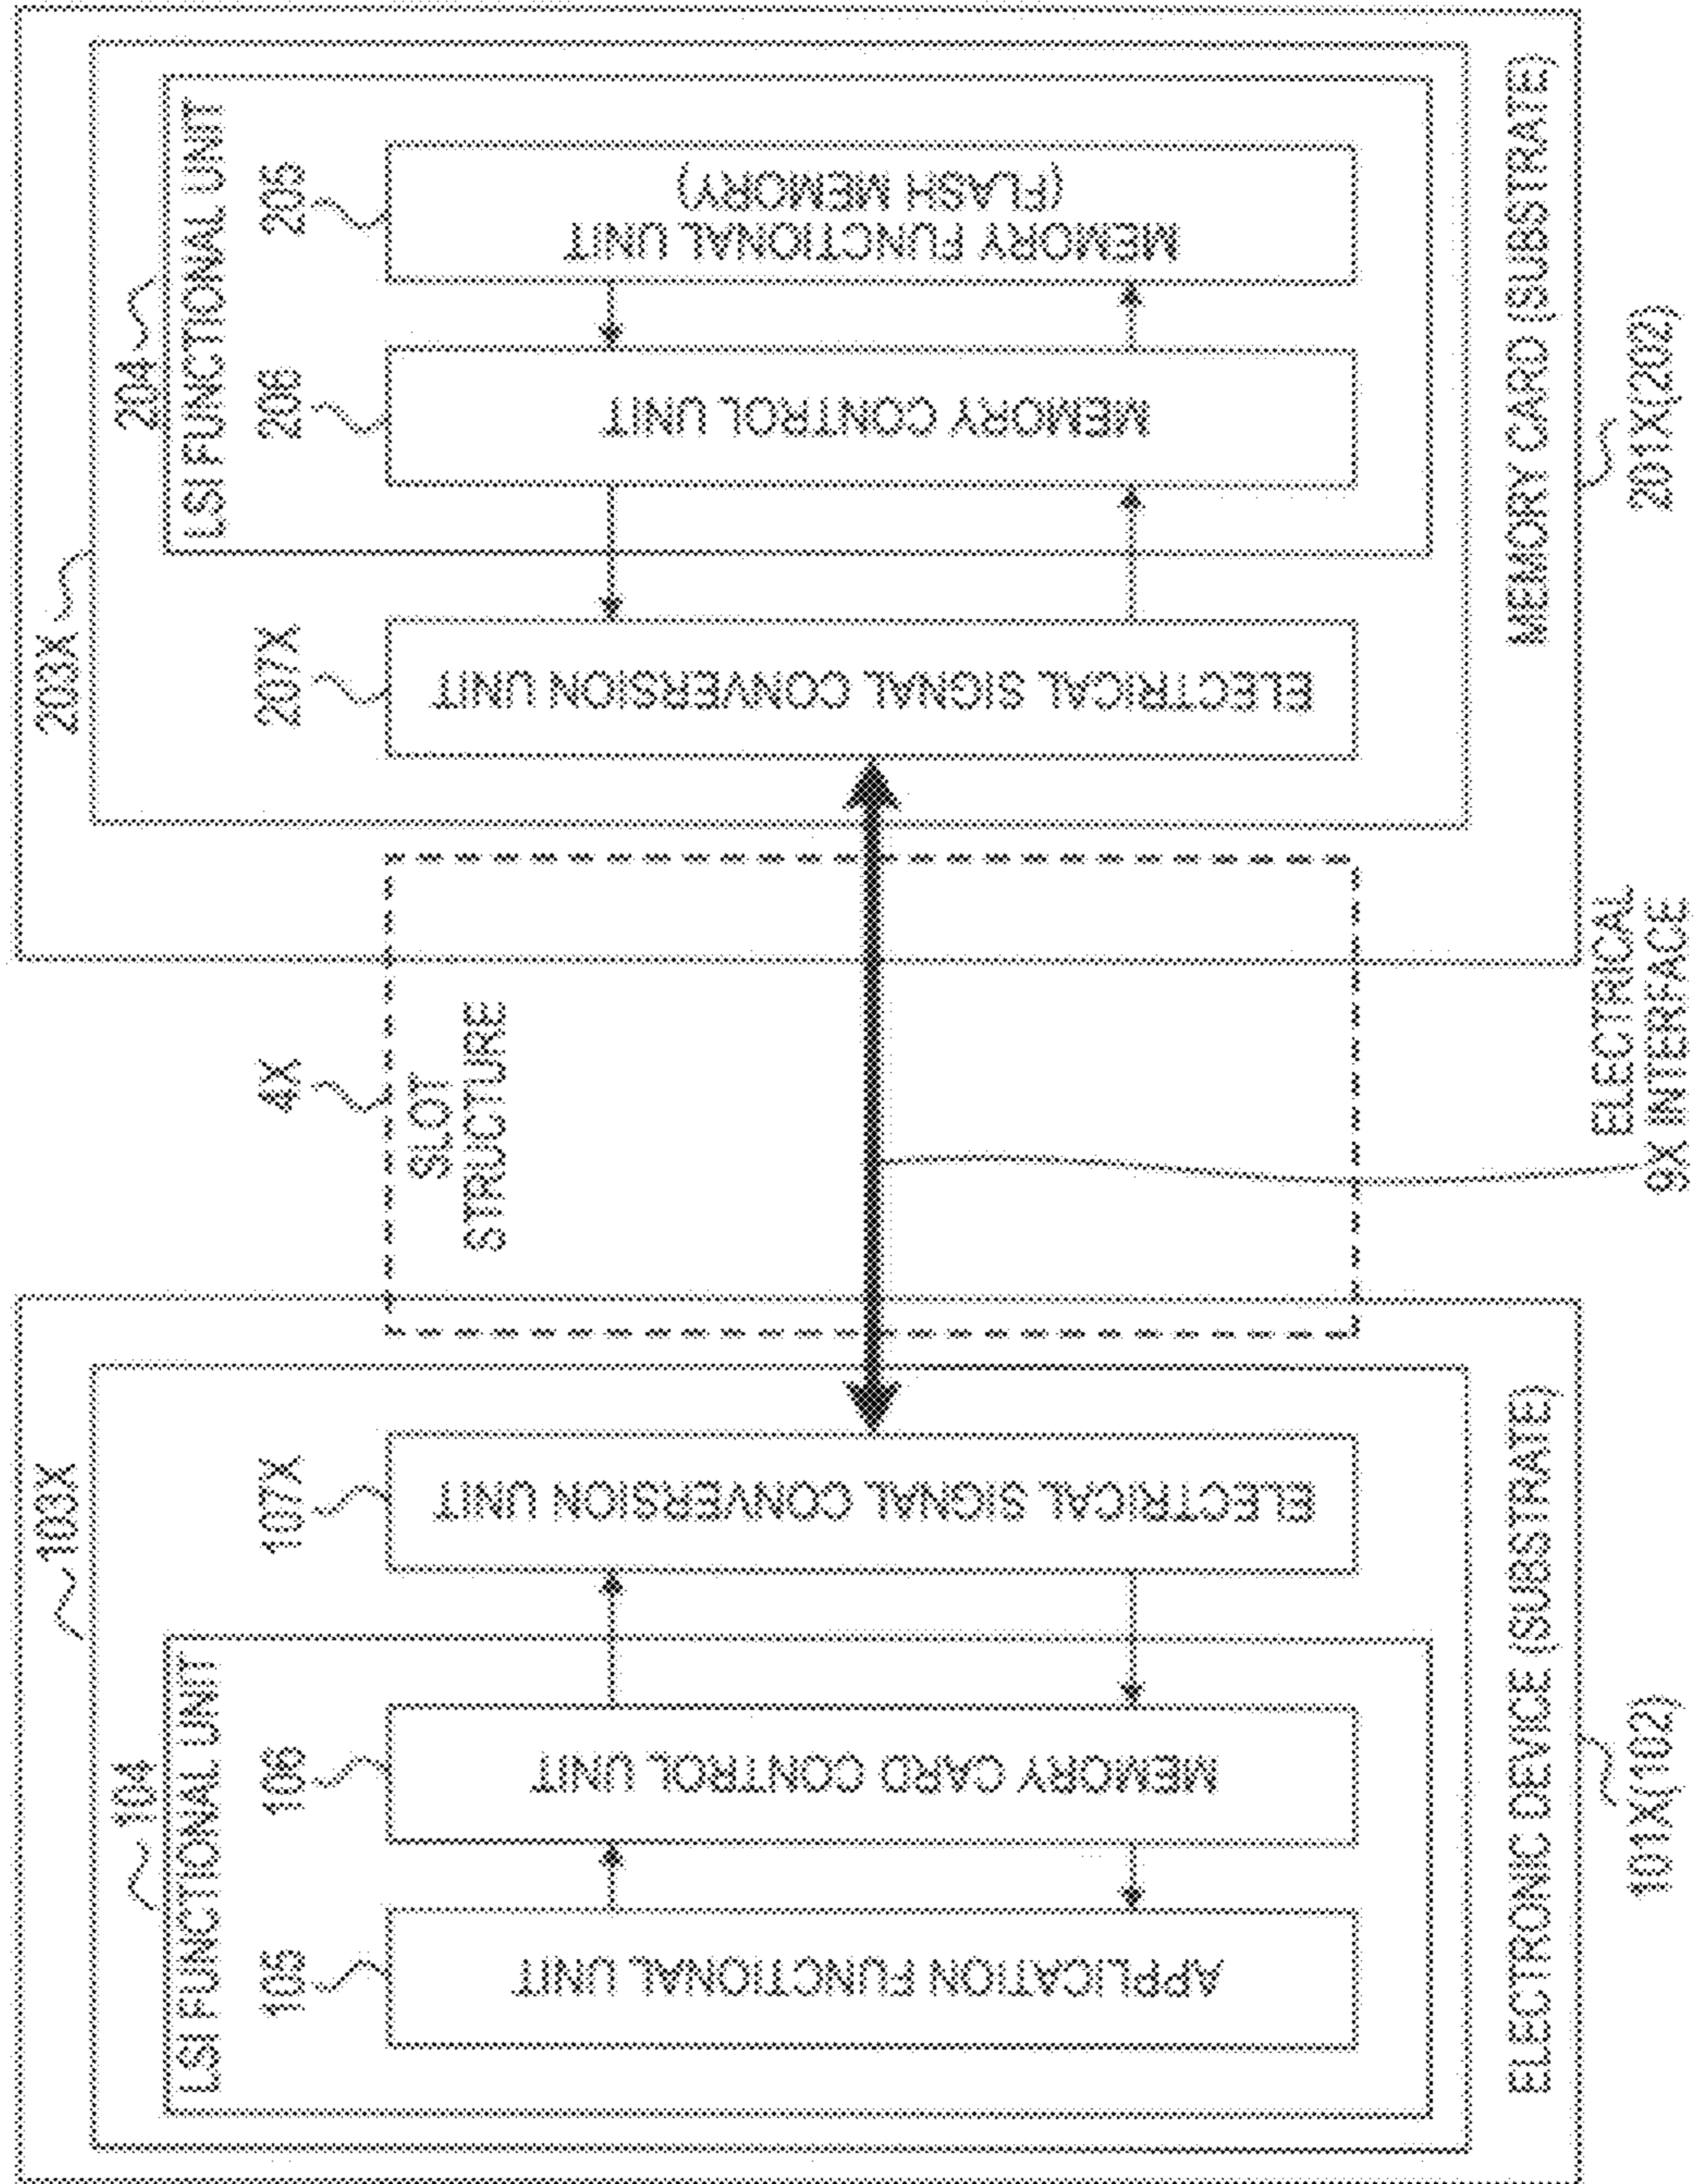 103X
104
LSI FUNCTIONAL UNIT
105
APPLICATION FUNCTIONAL UNIT
106
MEMORY CARD CONTROL UNIT
107X
ELECTRICAL SIGNAL CONVERSION UNIT
ELECTRONIC DEVICE (SUBSTRATE)
101X(102)
4X
SLOT
STRUCTURE
ELECTRICAL
9X INTERFACE
203X
204
LSI FUNCTIONAL UNIT
207X
ELECTRICAL SIGNAL CONVERSION UNIT
206
MEMORY CONTROL UNIT
205
MEMORY FUNCTIONAL UNIT
(FLASH MEMORY)
MEMORY CARD (SUBSTRATE)
201X(202)